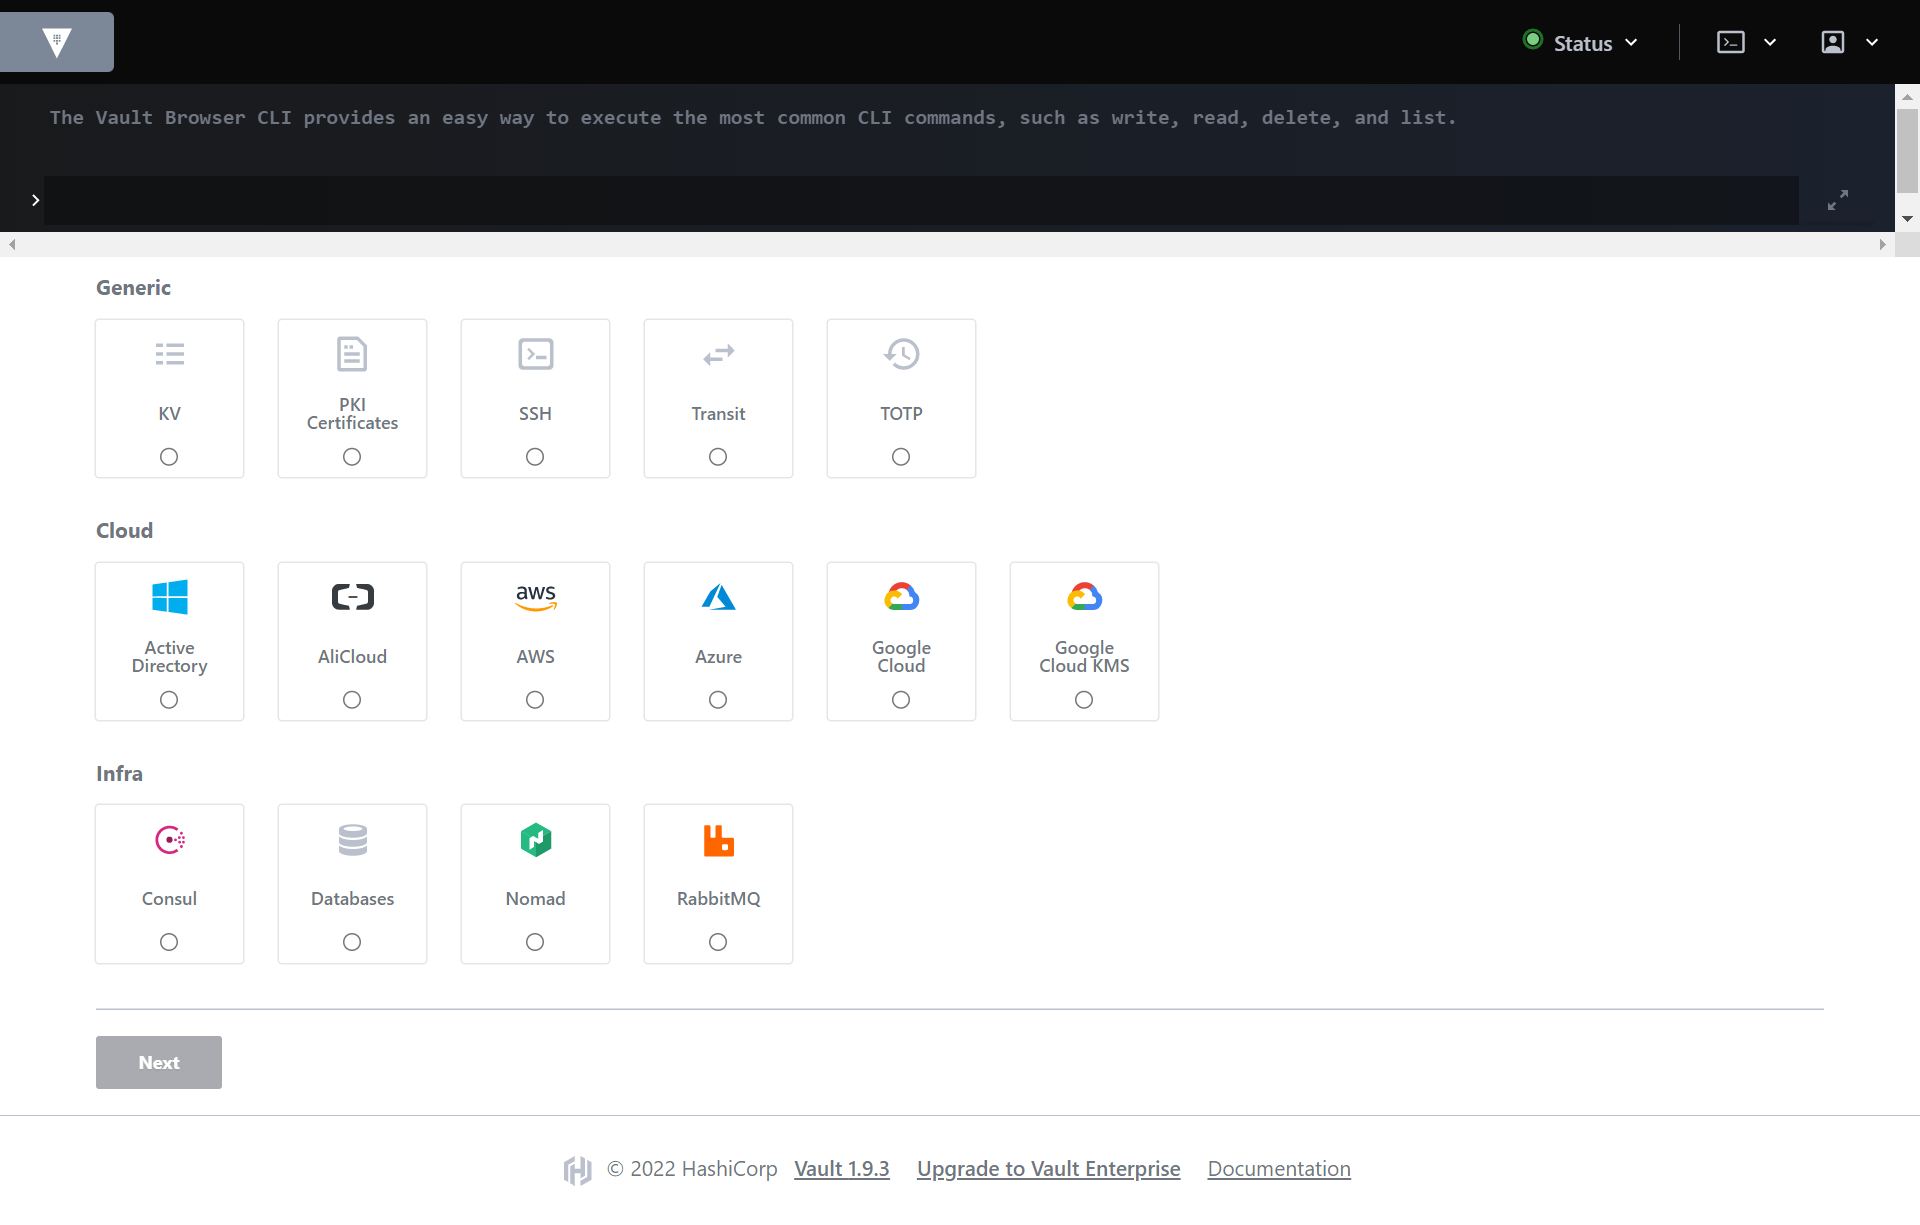 Status
The Vault Browser CLI provides an easy way to execute the most common CLI commands, such as write, read, delete, and list.
Generic
KV
PKI
Certificates
SSH
Transit
TOTP
Cloud
Active
Directory
AliCloud
aws
AWS
Azure
Google
Cloud
Google
Cloud KMS
Infra
Consul
Databases
Nomad
RabbitMQ
Next
© 2022 HashiCorp Vault 1.9.3 Upgrade to Vault Enterprise Documentation